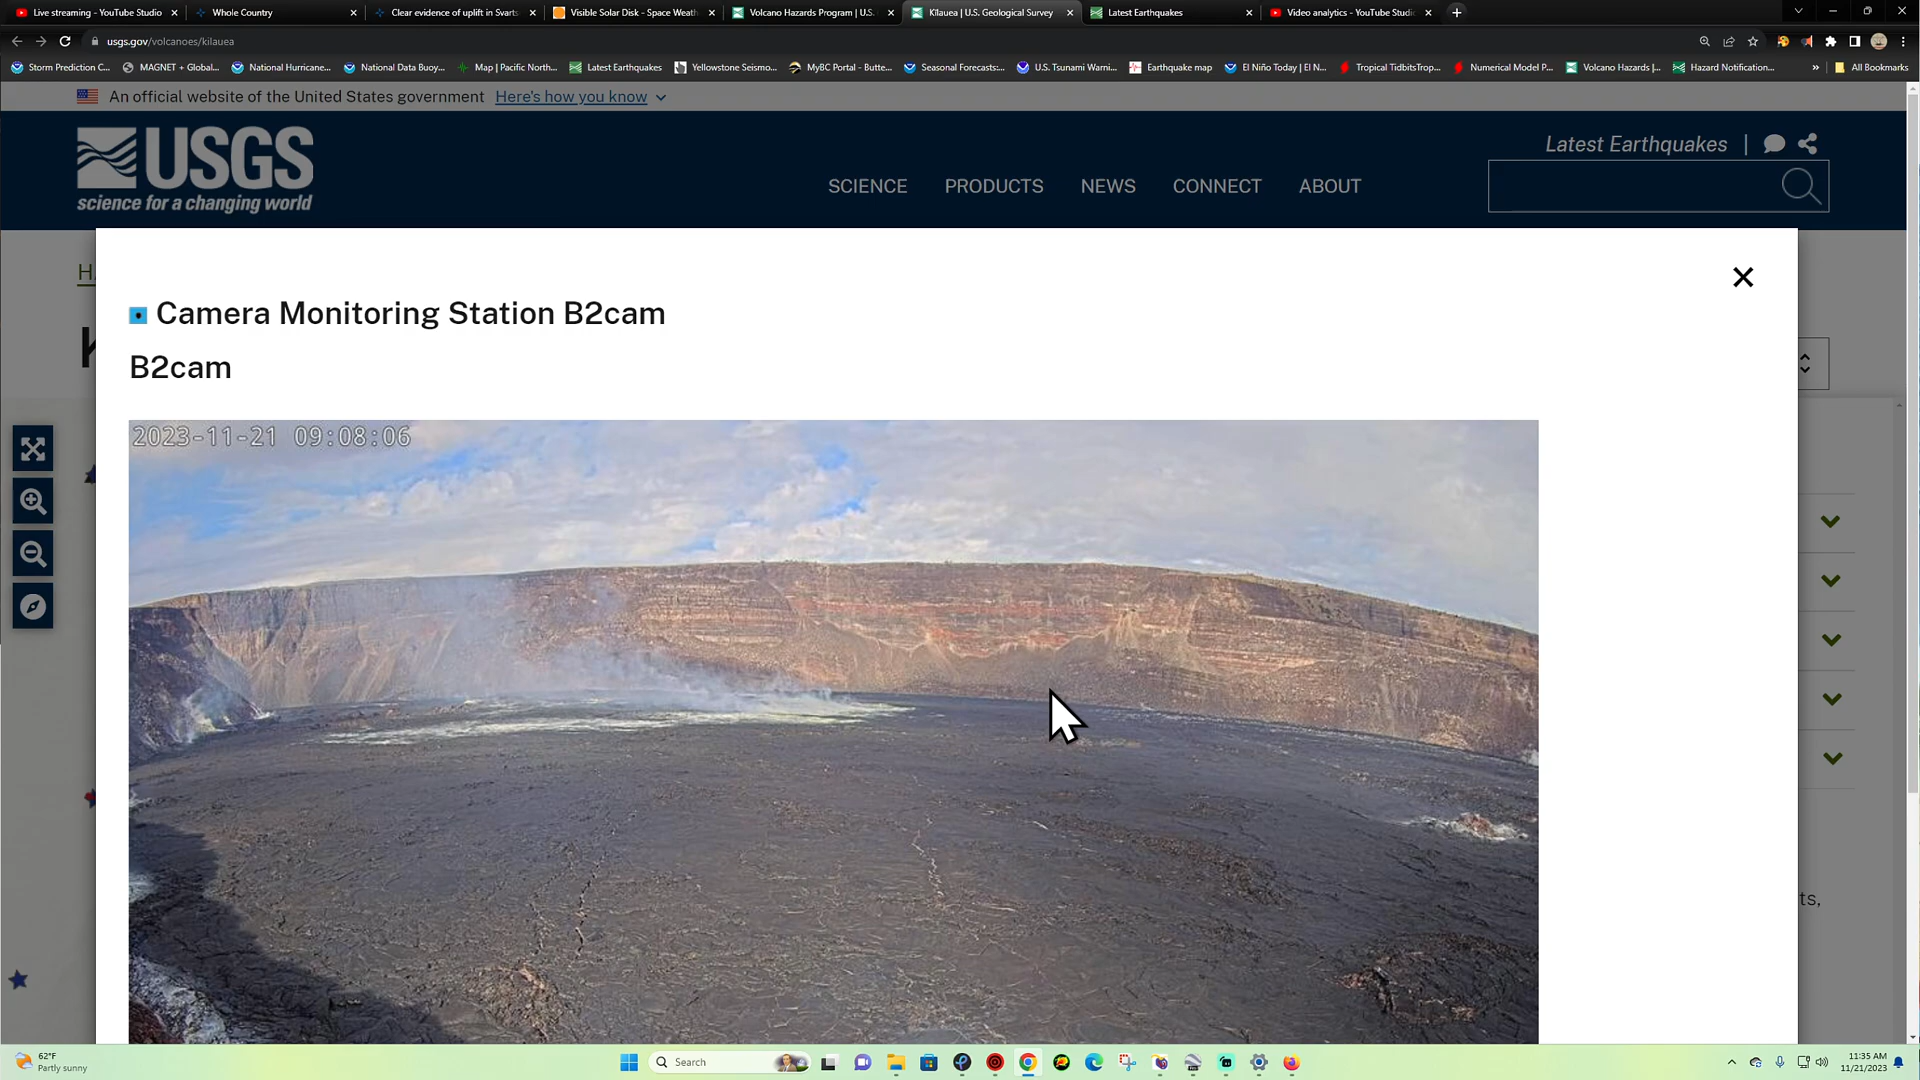 Live streaming - YouTube Studio
Whole Country
Clear evidence of uplift in Svarts
Visible Solar Disk - Space Weath
Volcano Hazards Program | U.S.
Kīlauea | U.S. Geological Survey
Latest Earthquakes
Video analytics - YouTube Studio
usgs.gov/volcanoes/kilauea
Storm Prediction C...
MAGNET + Global...
National Hurricane...
National Data Buoy...
Map | Pacific North...
Latest Earthquakes
Yellowstone Seismo...
MyBC Portal - Butte...
Seasonal Forecasts:...
U.S. Tsunami Warni...
Earthquake map
El Niño Today | El N...
Tropical TidbitsTrop...
Numerical Model P...
Volcano Hazards |...
Hazard Notification...
»
All Bookmarks
An official website of the United States government Here's how you know
USGS
science for a changing world
SCIENCE
PRODUCTS
NEWS
CONNECT
ABOUT
Latest Earthquakes |
Camera Monitoring Station B2cam
B2cam
2023-11-21 09:08:06
ts,
62°F
Partly sunny
Search
11:35 AM
11/21/2023